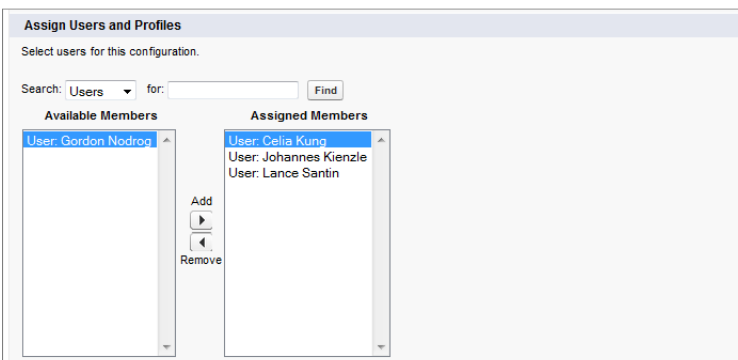 Assign Users and Profiles
Select users for this configuration.
Search: Users for: Find
Available Members Assigned Members
User: Gordon Nodrog
User: Celia Kung
User: Johannes Kienzle
User: Lance Santin
Add
Remove